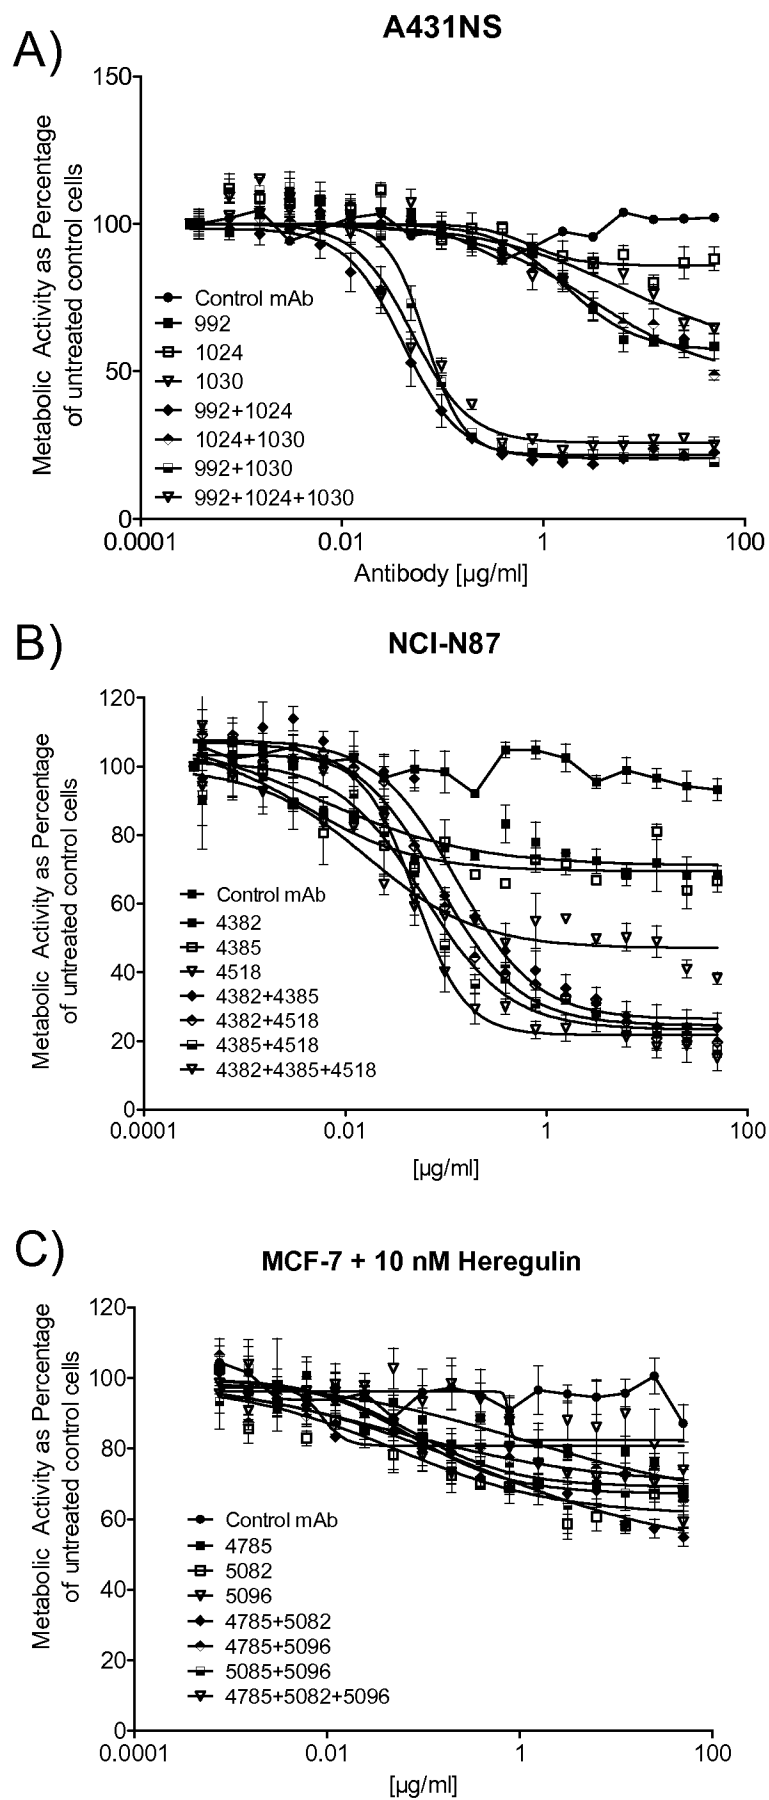 A)
A431NS
Metabolic Activity as Percentage
of untreated control cells
150
100
50
0
Control mAb
992
1024
1030
992+1024
1024+1030
992+1030
992+1024+1030
0.0001 0.01 1 100
Antibody [µg/ml]
B)
NCI-N87
Metabolic Activity as Percentage
of untreated control cells
120
100
80
60
40
20
0
Control mAb
4382
4385
4518
4382+4385
4382+4518
4385+4518
4382+4385+4518
0.0001 0.01 1 100
[µg/ml]
C)
MCF-7 + 10 nM Heregulin
Metabolic Activity as Percentage
of untreated control cells
120
100
80
60
40
20
0
Control mAb
4785
5082
5096
4785+5082
4785+5096
5085+5096
4785+5082+5096
0.0001 0.01 1 100
[µg/ml]